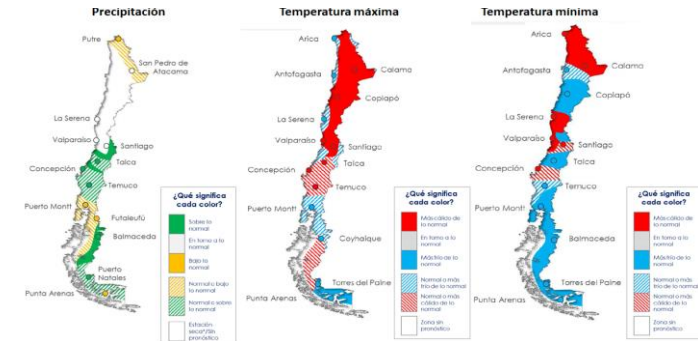 Precipitación
Putre
San Pedro de
Atacama
La Serena
Valparaíso
Santiago
Talca
Concepción
Temuco
Puerto Montt
Futaleufú
Balmaceda
Puerto
Natales
Punta Arenas
¿Qué significa
cada color?
Sobre lo
normal
En torno a lo
normal
Bajo lo
normal
Normal o bajo
lo normal
Normal o sobre
lo normal
Estación
seca*/Sin
pronóstico
Temperatura máxima
Arica
Antofagasta
Calama
Copiapó
La Serena
Valparaíso
Santiago
Talca
Concepción
Temuco
Puerto Montt
Coyhaique
Torres del Paine
Punta Arenas
¿Qué significa
cada color?
Más cálido de
lo normal
En torno a lo
normal
Más frío de lo
normal
Normal o más
frío de lo normal
Normal o más
cálido de lo
normal
Zona sin
pronóstico
Temperatura mínima
Arica
Antofagasta
Calama
Copiapó
La Serena
Valparaíso
Santiago
Talca
Concepción
Temuco
Puerto Montt
Balmaceda
Torres del Paine
Punta Arenas
¿Qué significa
cada color?
Más cálido de
lo normal
En torno a lo
normal
Más frío de lo
normal
Normal o más
frío de lo normal
Normal o más
cálido de lo
normal
Zona sin
pronóstico